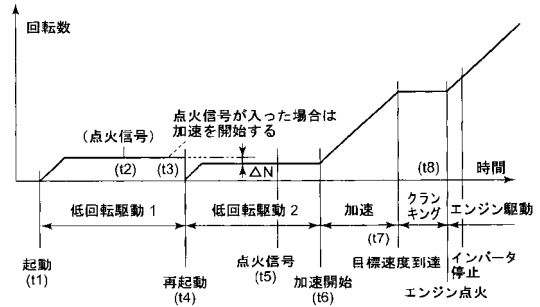 回転数
点火信号が入った場合は
加速を開始する
(点火信号)
(t2)
(t3)
△N
(t8)
時間
低回転駆動1
低回転駆動2
加速
クラン
キング
エンジン駆動
(t7)
起動
(t1)
再起動
(t4)
点火信号
(t5)
加速開始
(t6)
目標速度到達
インバータ
停止
エンジン点火